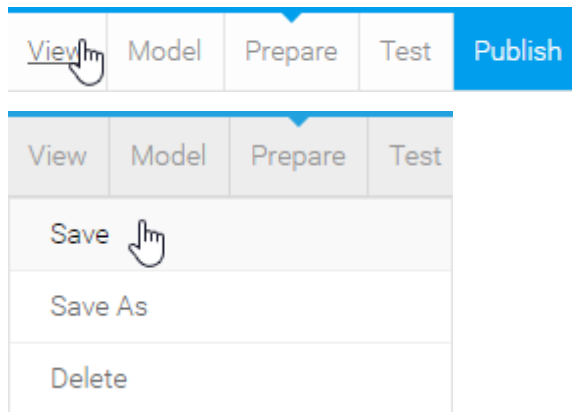 View Model Prepare Test Publish
View Model Prepare Test
Save
Save As
Delete